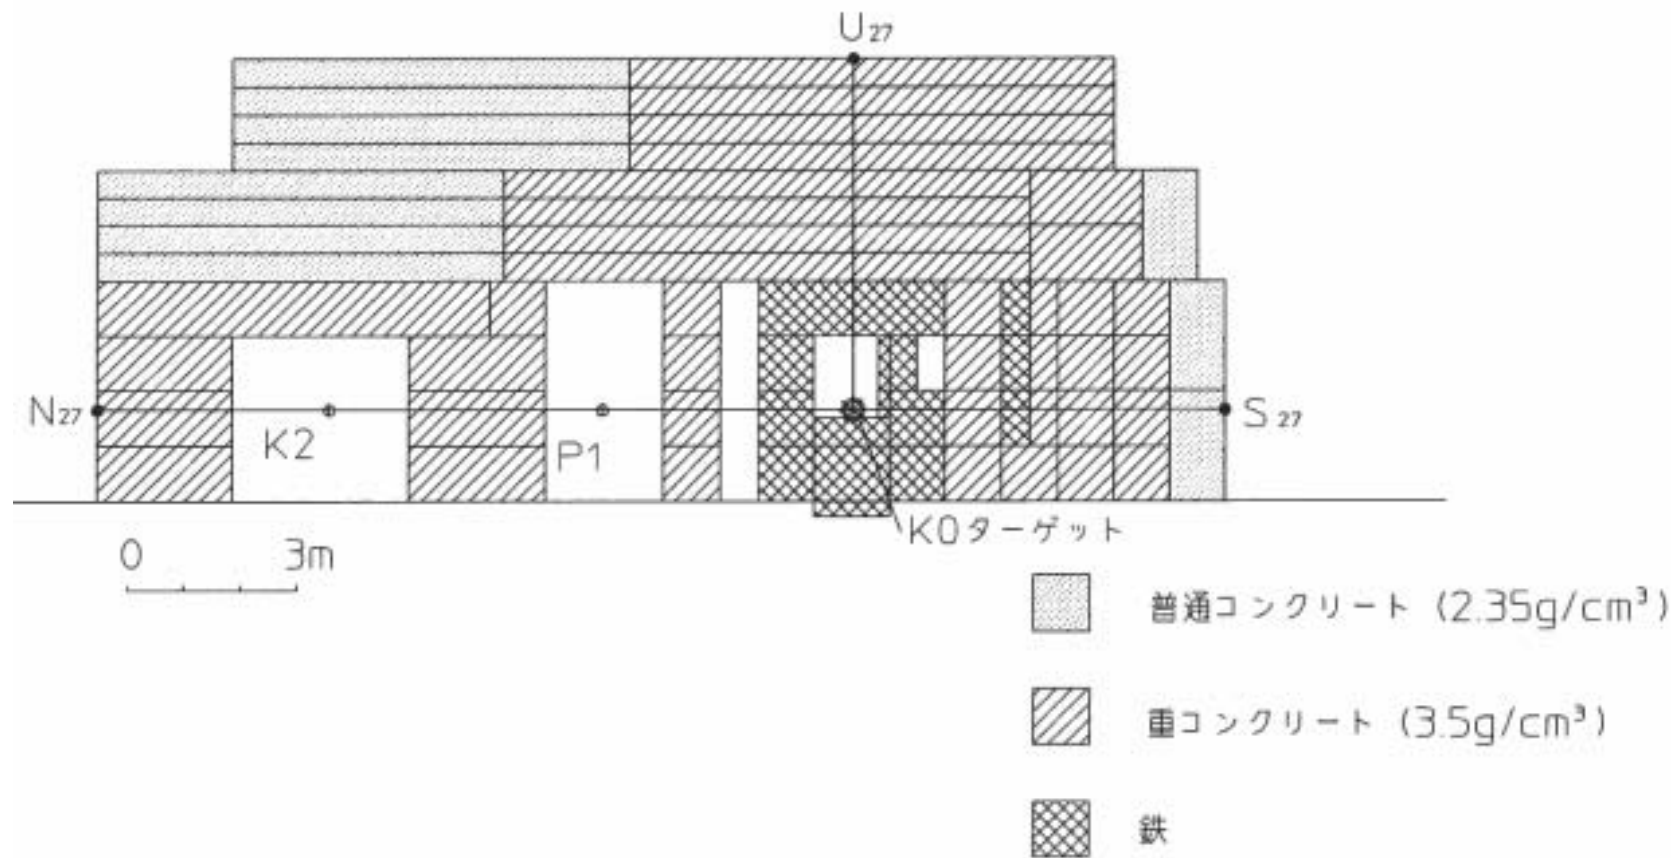 U27
N27
K2
P1
S27
K0ターゲット
0 3m
普通コンクリート (2.35g/cm³)
重コンクリート (3.5g/cm³)
鉄